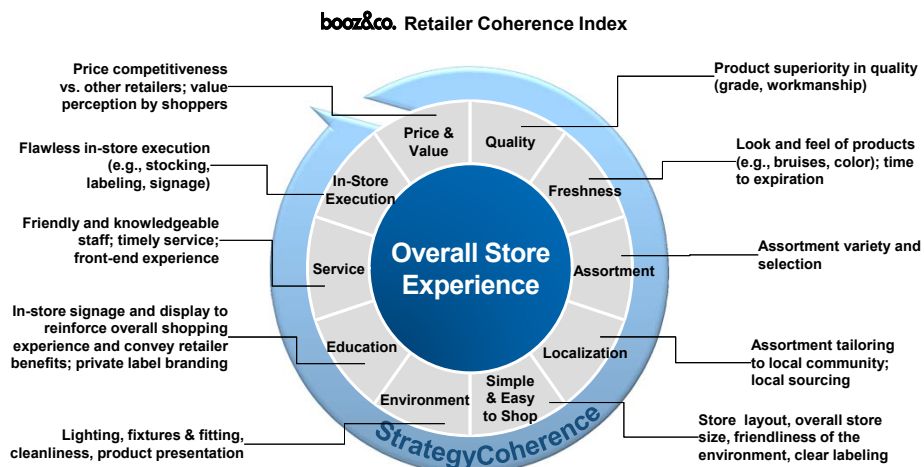 booz&co. Retailer Coherence Index
Price competitiveness
vs. other retailers; value
perception by shoppers
Flawless in-store execution
(e.g., stocking,
labeling, signage)
Friendly and knowledgeable
staff; timely service;
front-end experience
In-store signage and display to
reinforce overall shopping
experience and convey retailer
benefits; private label branding
Lighting, fixtures & fitting,
cleanliness, product presentation
Price &
Value
Quality
In-Store
Execution
Freshness
Service
Overall Store
Experience
Assortment
Education
Localization
Environment
Simple
& Easy
to Shop
StrategyCoherence
Product superiority in quality
(grade, workmanship)
Look and feel of products
(e.g., bruises, color); time
to expiration
Assortment variety and
selection
Assortment tailoring
to local community;
local sourcing
Store layout, overall store
size, friendliness of the
environment, clear labeling